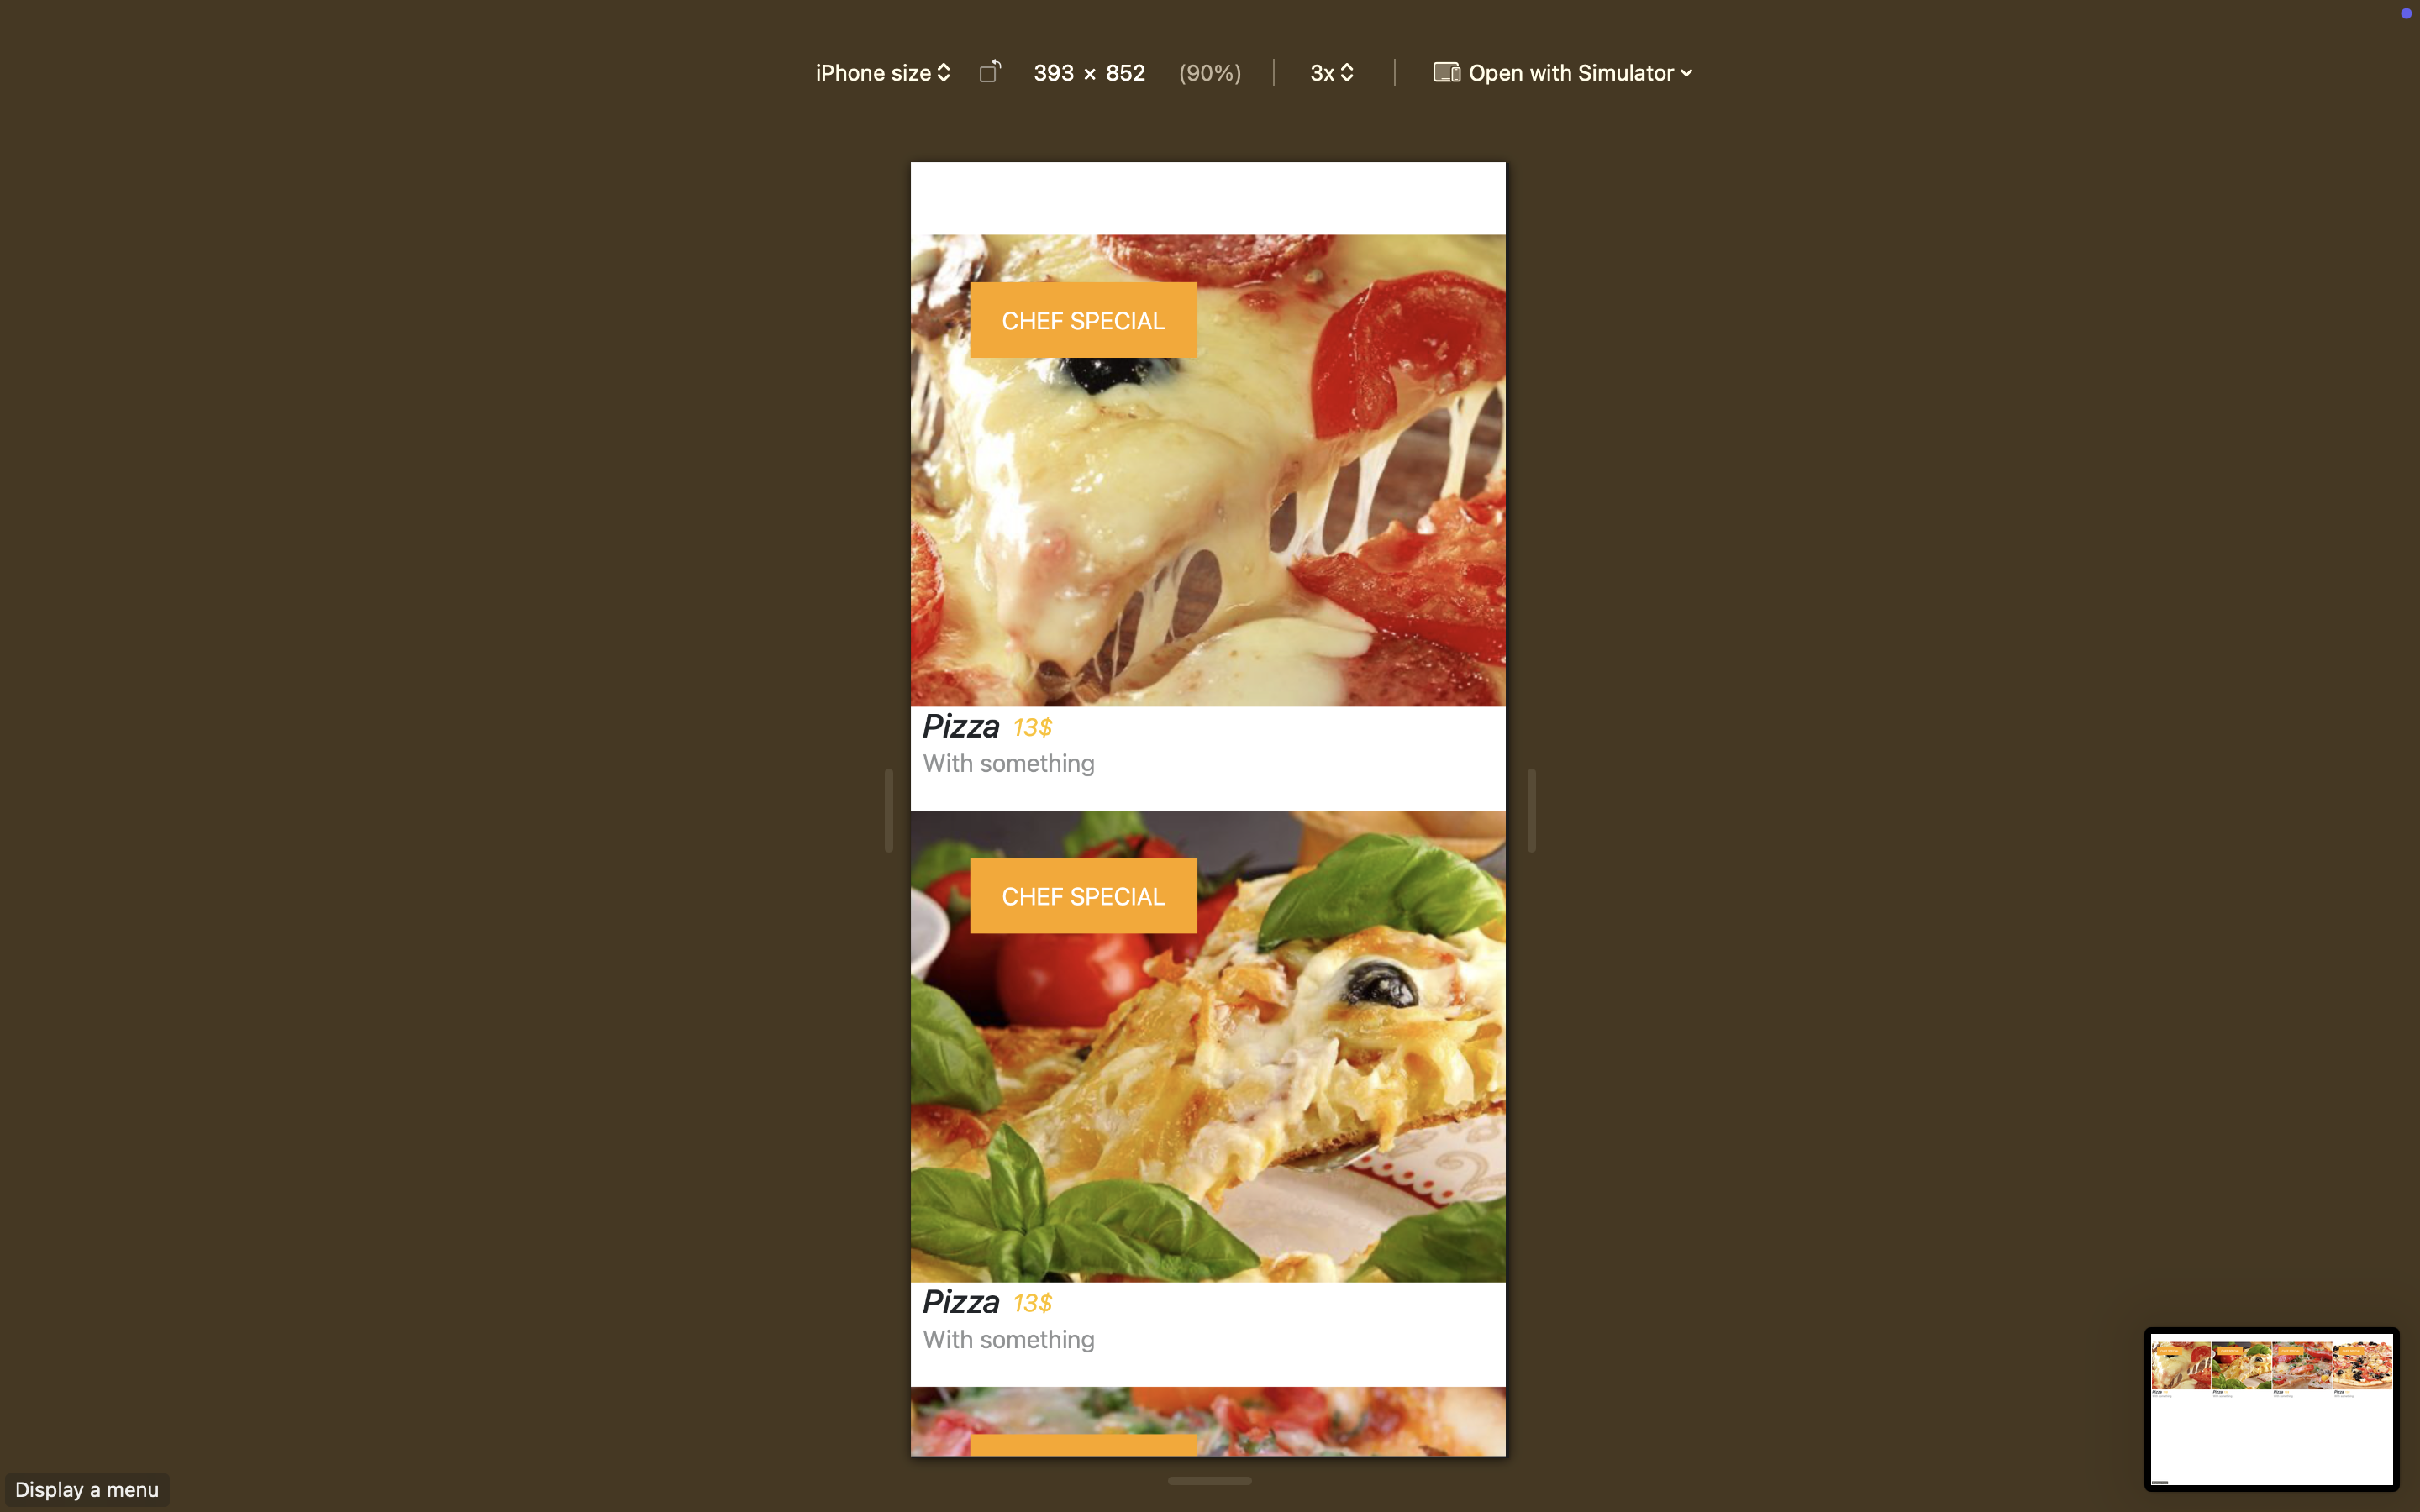 iPhone size 393 × 852 (90%) 3x Open with Simulator
CHEF SPECIAL
Pizza 13$
With something
CHEF SPECIAL
Pizza 13$
With something
Display a menu